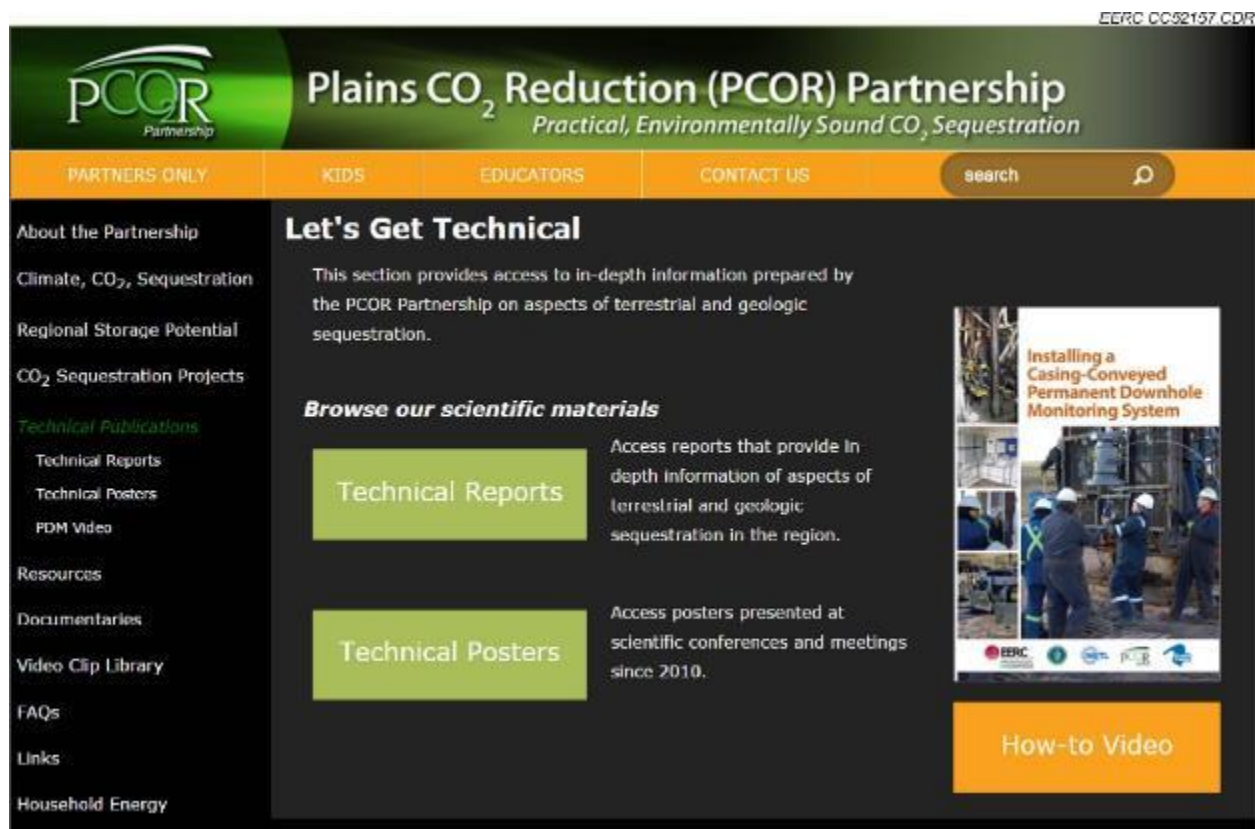 EERC CC52157.CDR
PCO2R
Partnership
Plains CO2 Reduction (PCOR) Partnership
Practical, Environmentally Sound CO2 Sequestration
PARTNERS ONLY KIDS EDUCATORS CONTACT US search
About the Partnership
Climate, CO2, Sequestration
Regional Storage Potential
CO2 Sequestration Projects
Technical Publications
Technical Reports
Technical Posters
PDM Video
Resources
Documentaries
Video Clip Library
FAQs
Links
Household Energy
Let's Get Technical
This section provides access to in-depth information prepared by
the PCOR Partnership on aspects of terrestrial and geologic
sequestration.
Browse our scientific materials
Technical Reports
Access reports that provide in
depth information of aspects of
terrestrial and geologic
sequestration in the region.
Technical Posters
Access posters presented at
scientific conferences and meetings
since 2010.
Installing a
Casing-Conveyed
Permanent Downhole
Monitoring System
EERC
How-to Video